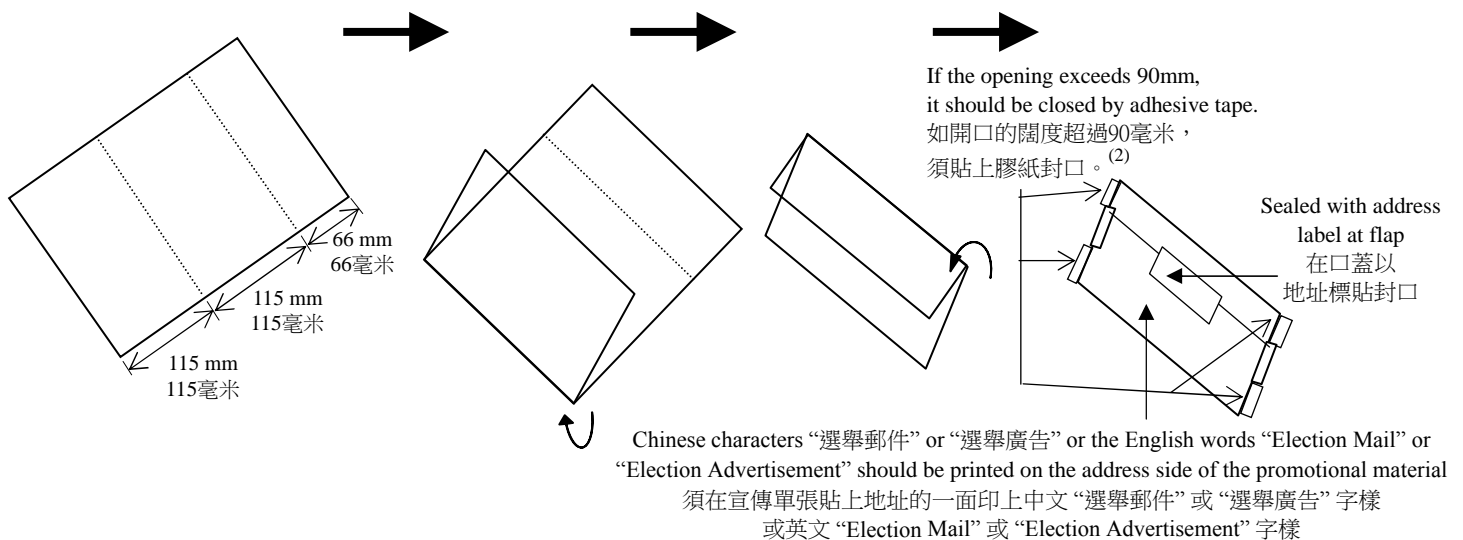 If the opening exceeds 90mm,
it should be closed by adhesive tape.
如開口的闊度超過90毫米，
須貼上膠紙封口。(2)
Sealed with address
label at flap
在口蓋以
地址標貼封口
66 mm
66毫米
115 mm
115毫米
115 mm
115毫米
Chinese characters “選舉郵件” or “選舉廣告” or the English words “Election Mail” or
“Election Advertisement” should be printed on the address side of the promotional material
須在宣傳單張貼上地址的一面印上中文 “選舉郵件” 或 “選舉廣告” 字樣
或英文 “Election Mail” 或 “Election Advertisement” 字樣